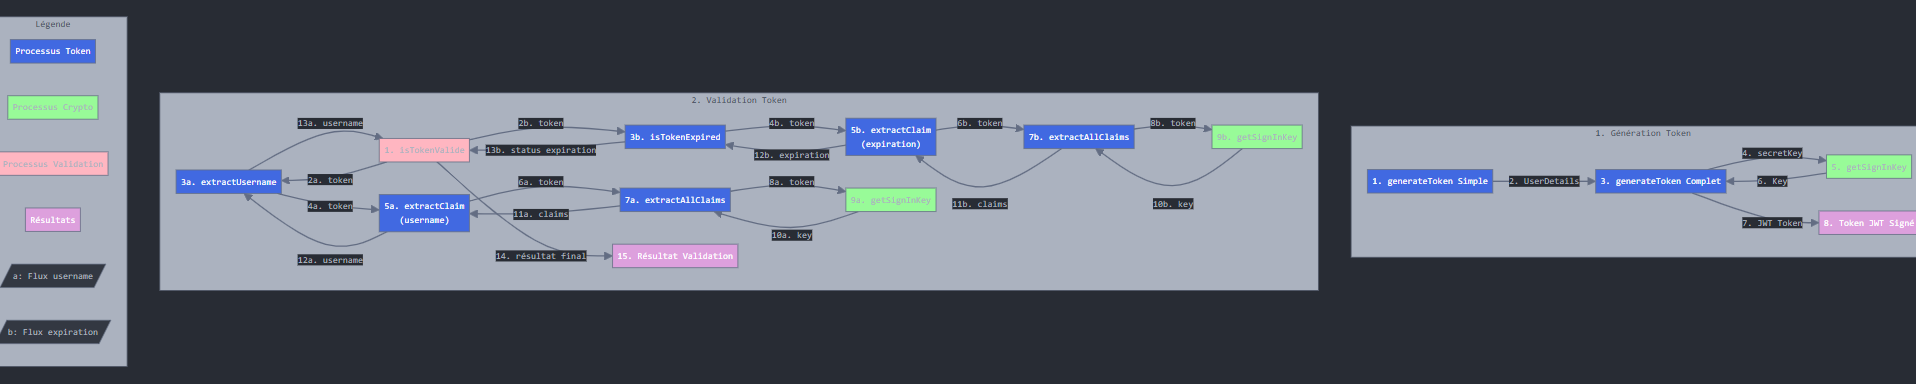 Légende
Processus Token
Processus Crypto
Processus Validation
Résultats
a: Flux username
b: Flux expiration
2. Validation Token
13a. username
1. isTokenValide
2b. token
3b. isTokenExpired
4b. token
5b. extractClaim
(expiration)
6b. token
7b. extractAllClaims
8b. token
9b. getSignInKey
13b. status expiration
12b. expiration
3a. extractUsername
2a. token
4a. token
5a. extractClaim
(username)
6a. token
7a. extractAllClaims
8a. token
9a. getSignInKey
11a. claims
10a. key
11b. claims
10b. key
12a. username
14. résultat final
15. Résultat Validation
1. Génération Token
1. generateToken Simple
2. UserDetails
3. generateToken Complet
4. secretKey
5. getSignInKey
6. Key
7. JWT Token
8. Token JWT Signé